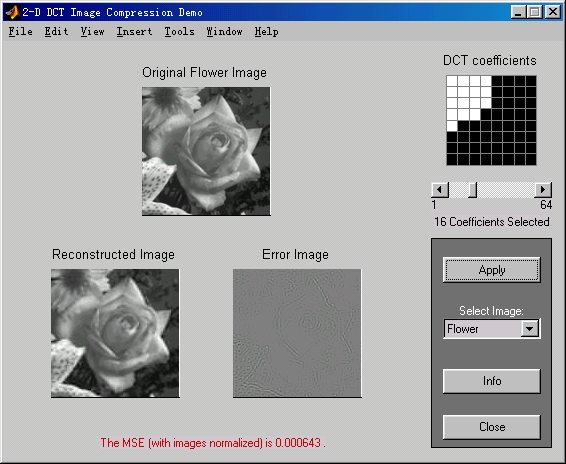 2-D DCT Image Compression Demo
File Edit View Insert Tools Window Help
Original Flower Image
DCT coefficients
1 64
16 Coefficients Selected
Reconstructed Image
Error Image
Apply
Select Image:
Flower
Info
Close
The MSE (with images normalized) is 0.000643 .